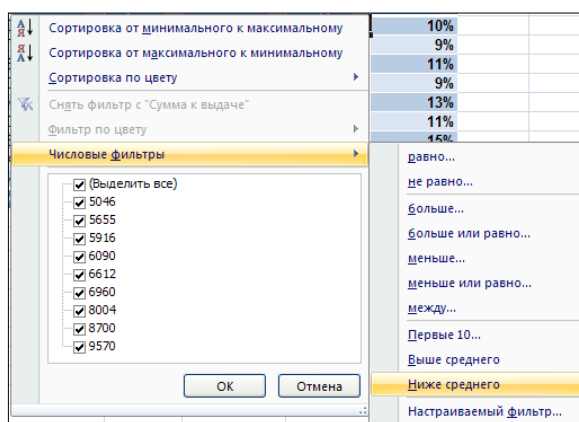 Сортировка от минимального к максимальному
Сортировка от максимального к минимальному
Сортировка по цвету
Снять фильтр с "Сумма к выдаче"
Фильтр по цвету
Числовые фильтры
(Выделить все)
5046
5655
5916
6090
6612
6960
8004
8700
9570
ОК
Отмена
10%
9%
11%
9%
13%
11%
15%
равно...
не равно...
больше...
больше или равно...
меньше...
меньше или равно...
между...
Первые 10...
Выше среднего
Ниже среднего
Настраиваемый фильтр...